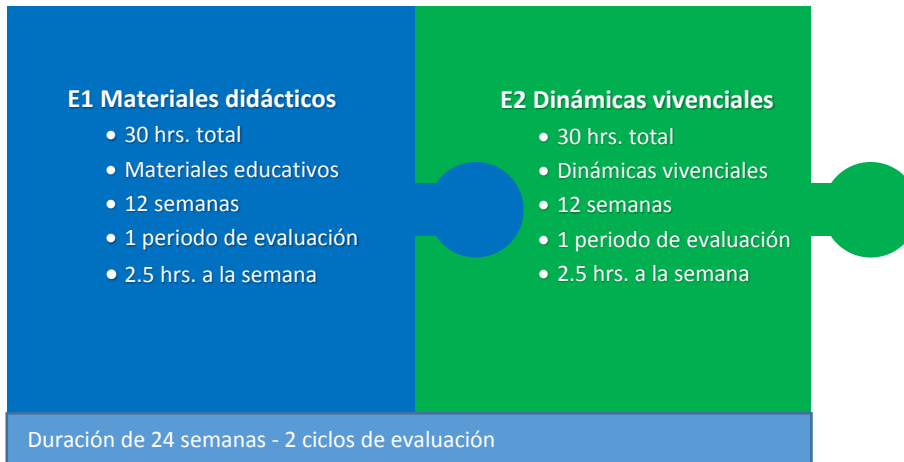 E1 Materiales didácticos
• 30 hrs. total
• Materiales educativos
• 12 semanas
• 1 periodo de evaluación
• 2.5 hrs. a la semana
E2 Dinámicas vivenciales
• 30 hrs. total
• Dinámicas vivenciales
• 12 semanas
• 1 periodo de evaluación
• 2.5 hrs. a la semana
Duración de 24 semanas - 2 ciclos de evaluación